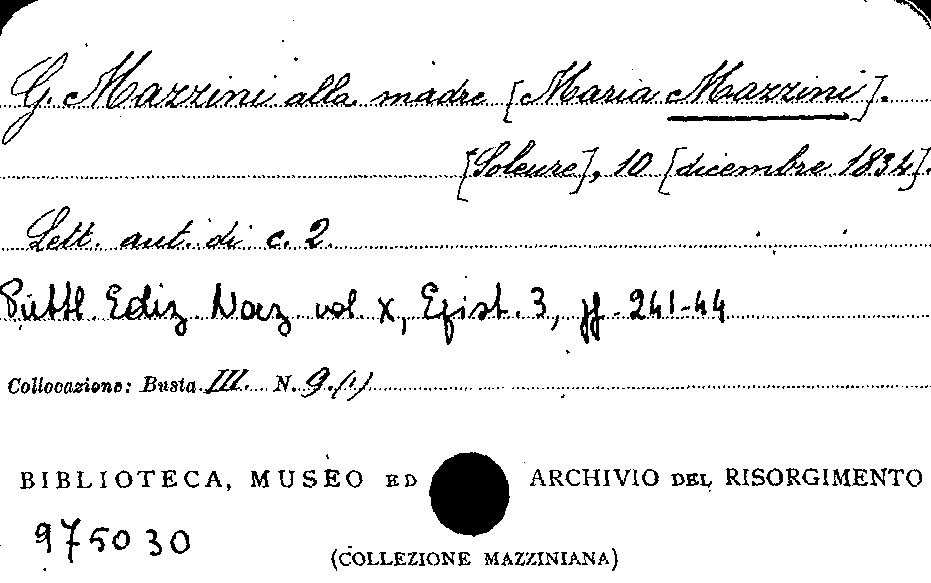 G. Mazzini alla madre [Maria Mazzini].
[Soleure], 10 [dicembre 1834].
Lett. aut. di c. 2.
Pubbl. Ediz. Naz. vol. X, Epist. 3, pp. 241-44
Collocazione: Busta III. N. 9.(1)
BIBLIOTECA, MUSEO ED ARCHIVIO DEL RISORGIMENTO
975030
(COLLEZIONE MAZZINIANA)